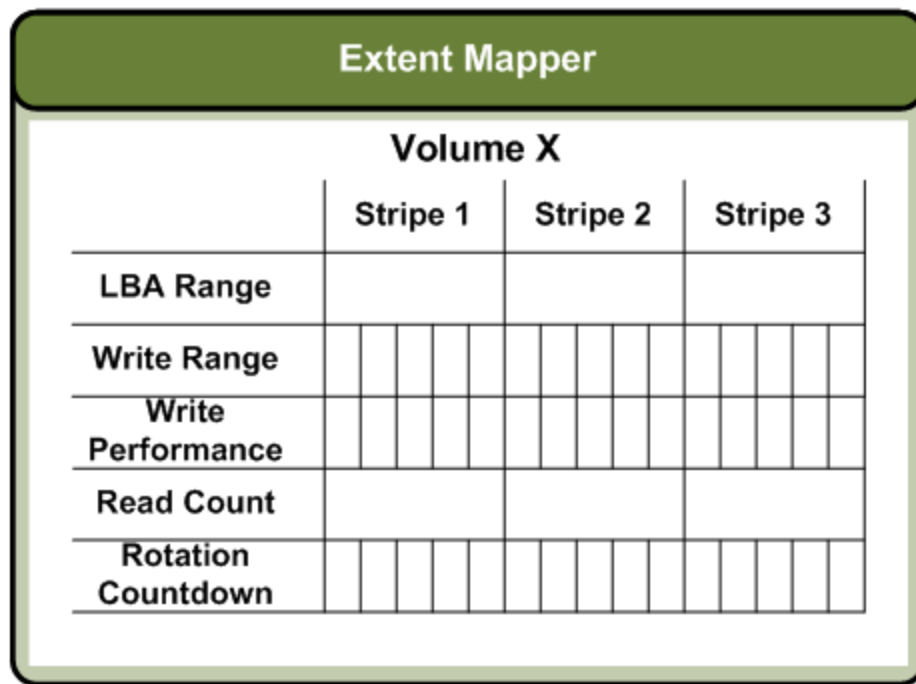 Extent Mapper
Volume X
Stripe 1 Stripe 2 Stripe 3
LBA Range
Write Range
Write
Performance
Read Count
Rotation
Countdown